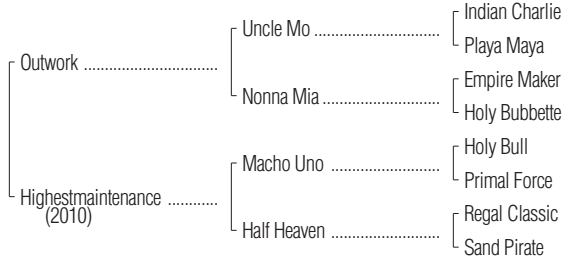 Indian Charlie
Uncle Mo
Playa Maya
Outwork
Empire Maker
Nonna Mia
Holy Bubbette
Holy Bull
Macho Uno
Primal Force
Highestmaintenance
(2010)
Regal Classic
Half Heaven
Sand Pirate